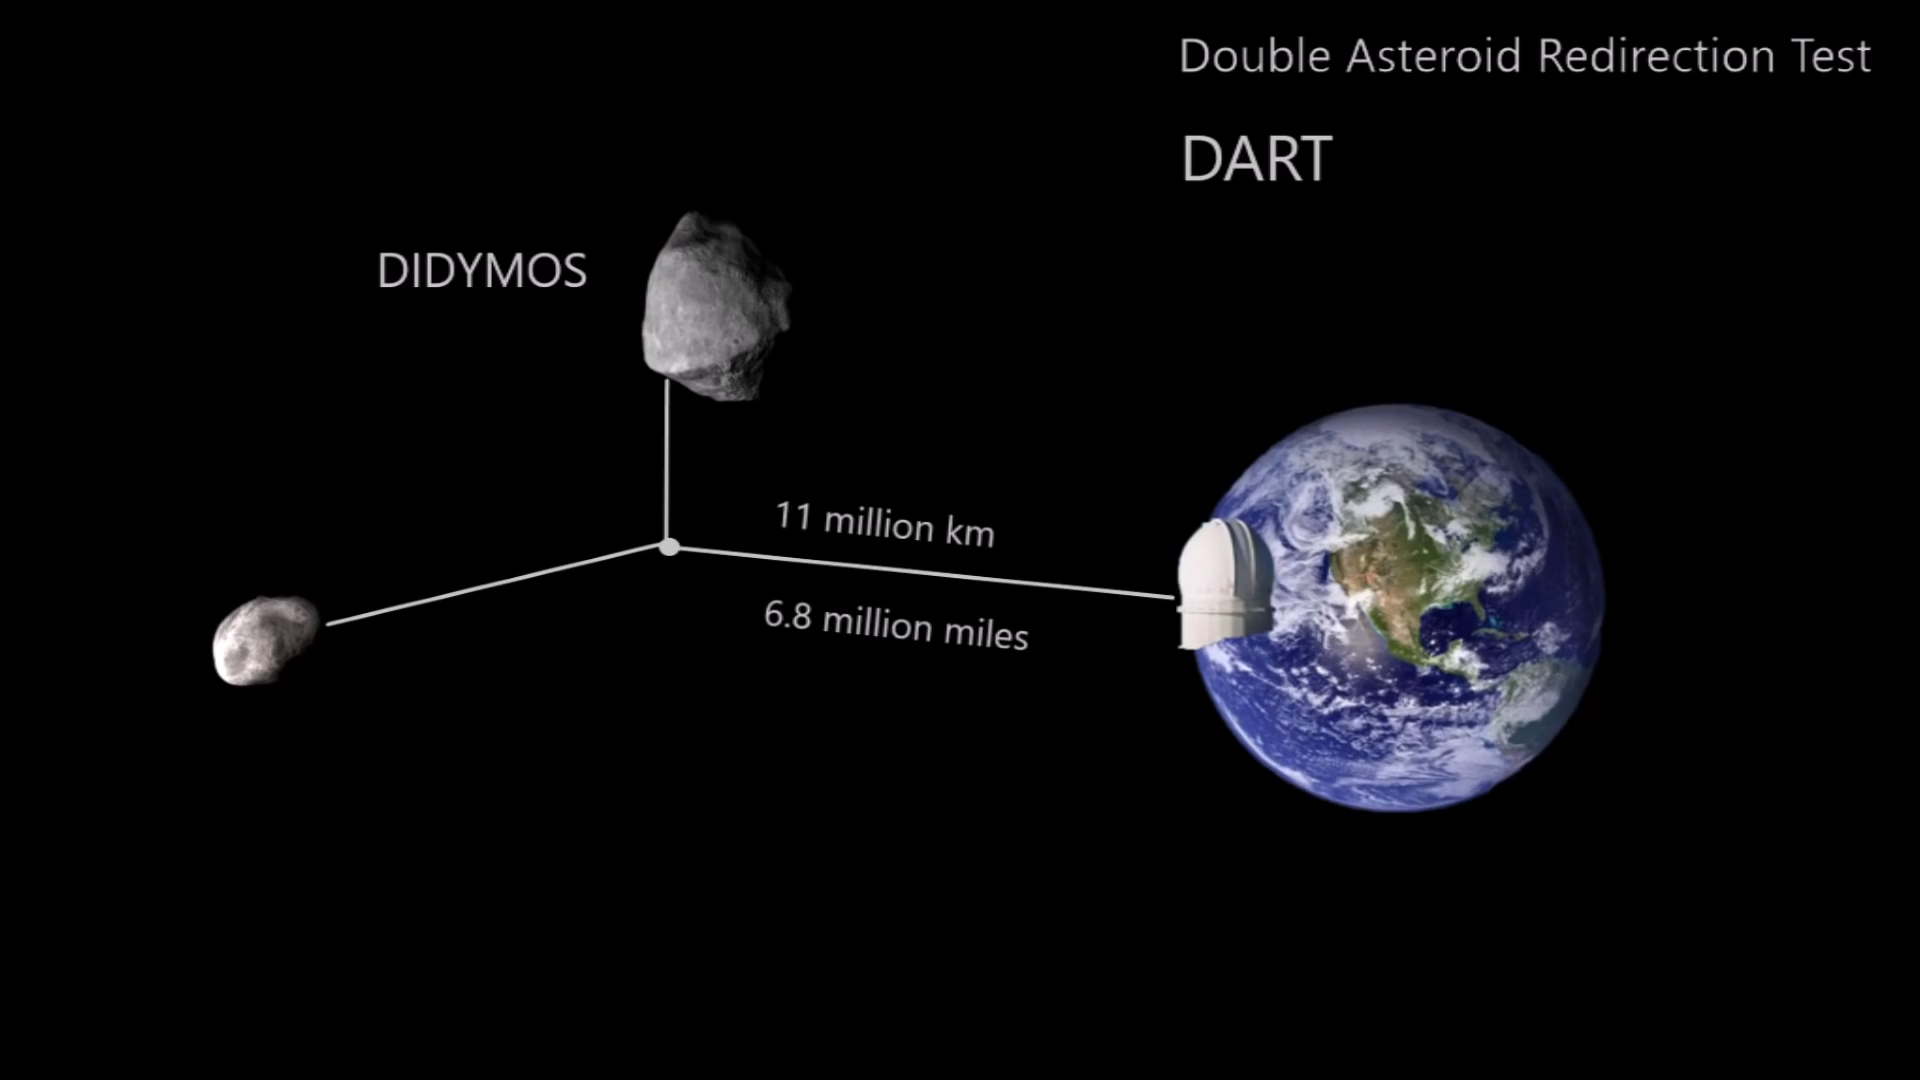 Double Asteroid Redirection Test
DART
DIDYMOS
11 million km
6.8 million miles